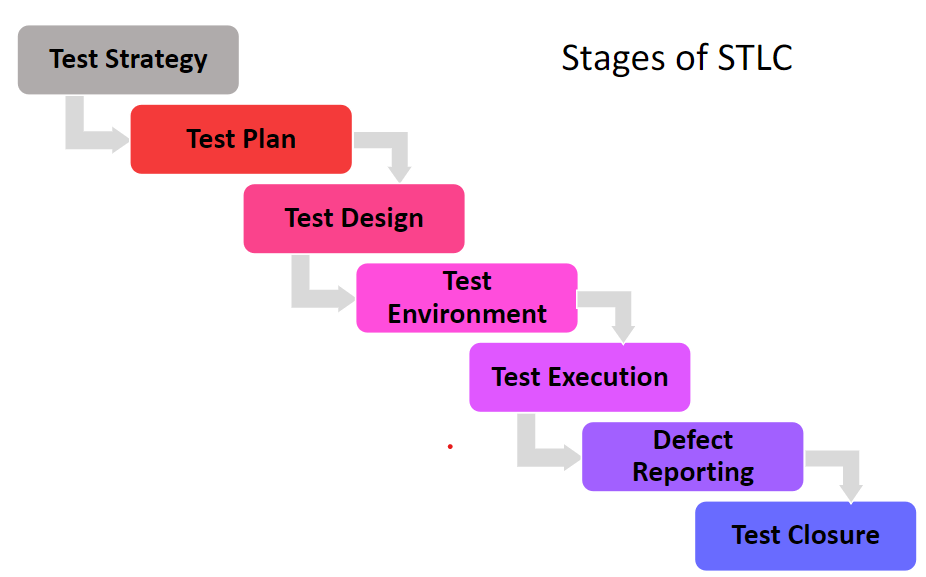 Test Strategy
Stages of STLC
Test Plan
Test Design
Test
Environment
Test Execution
Defect
Reporting
Test Closure